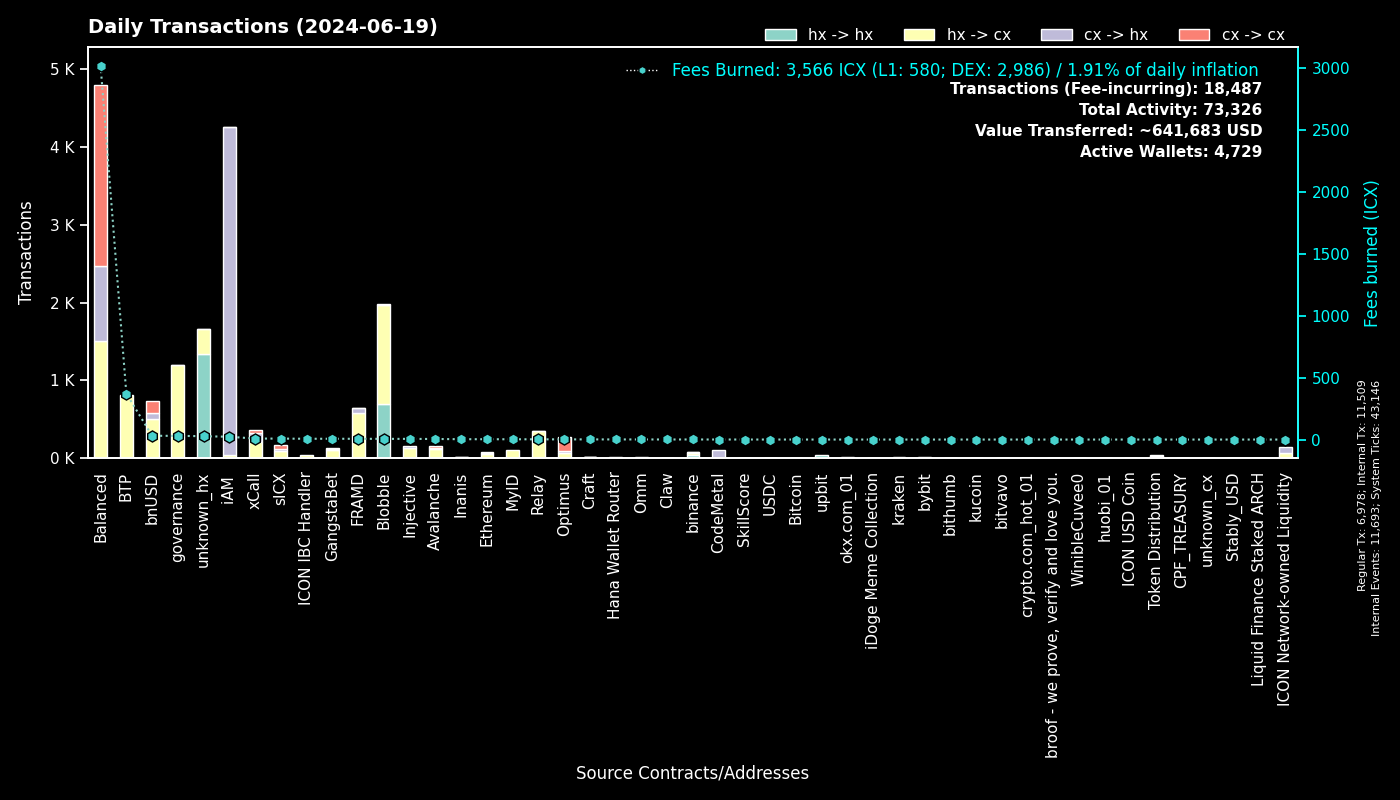 Daily Transactions (2024-06-19)
hx -> hx
hx -> cx
cx -> hx
cx -> cx
Fees Burned: 3,566 ICX (L1: 580; DEX: 2,986) / 1.91% of daily inflation
Transactions (Fee-incurring): 18,487
Total Activity: 73,326
Value Transferred: ~641,683 USD
Active Wallets: 4,729
5 K
4 K
3 K
2 K
1 K
0 K
Transactions
3000
2500
2000
1500
1000
500
0
Fees burned (ICX)
Balanced
BTP
bnUSD
governance
unknown_hx
iAM
xCall
sICX
ICON IBC Handler
GangstaBet
FRAMD
Blobble
Injective
Avalanche
Inanis
Ethereum
MyID
Relay
Optimus
Craft
Hana Wallet Router
Omm
Claw
binance
CodeMetal
SkillScore
USDC
Bitcoin
upbit
okx.com_01
iDoge Meme Collection
kraken
bybit
bithumb
kucoin
bitvavo
crypto.com_hot_01
broof - we prove, verify and love you.
WinibleCuvee0
huobi_01
ICON USD Coin
Token Distribution
CPF_TREASURY
unknown_cx
Stably_USD
Liquid Finance Staked ARCH
ICON Network-owned Liquidity
Source Contracts/Addresses
Regular Tx: 6,978; Internal Tx: 11,509
Internal Events: 11,693; System Ticks: 43,146